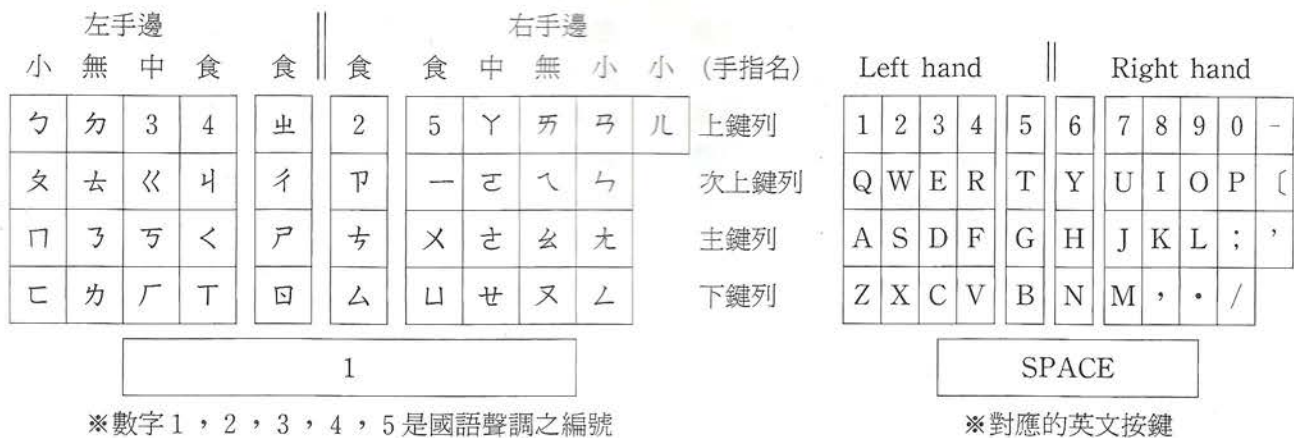 左手邊 右手邊
小 無 中 食 食 食 食 中 無 小 小 (手指名) Left hand Right hand
ㄅ ㄉ 3 4 ㄓ 2 5 ㄚ ㄞ ㄢ ㄦ 上鍵列 1 2 3 4 5 6 7 8 9 0 -
ㄆ ㄊ ㄍ ㄐ ㄔ ㄗ ㄧ ㄛ ㄟ ㄣ 次上鍵列 Q W E R T Y U I O P 〔
ㄇ ㄋ ㄎ ㄑ ㄕ ㄘ ㄨ ㄜ ㄠ ㄤ 主鍵列 A S D F G H J K L ; ’
ㄈ ㄌ ㄏ ㄒ ㄖ ㄙ ㄩ ㄝ ㄡ ㄥ 下鍵列 Z X C V B N M , · /
1 SPACE
※數字1,2,3,4,5是國語聲調之編號 ※對應的英文按鍵